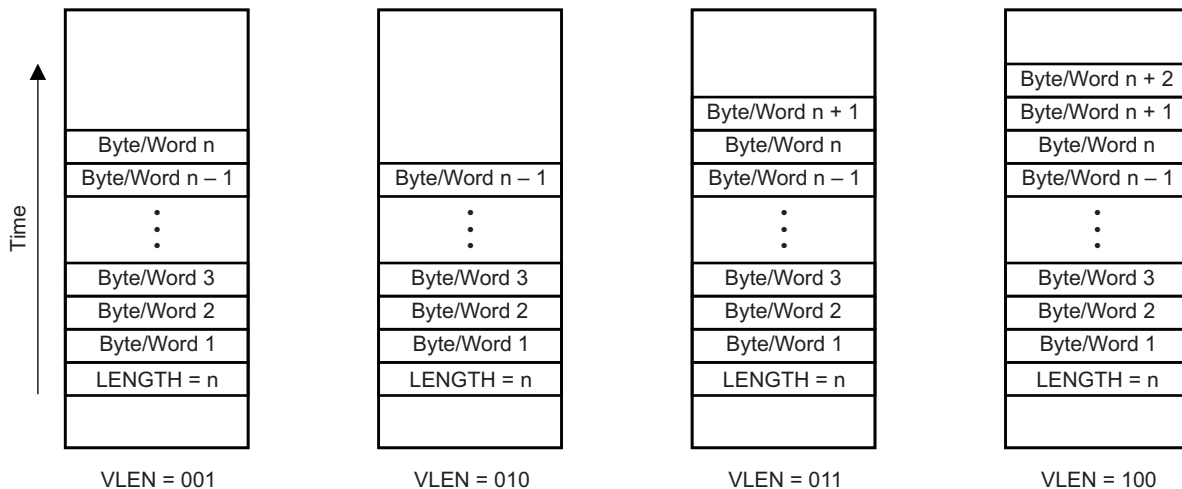 Time
Byte/Word n
Byte/Word n – 1
Byte/Word 3
Byte/Word 2
Byte/Word 1
LENGTH = n
VLEN = 001
Byte/Word n – 1
Byte/Word 3
Byte/Word 2
Byte/Word 1
LENGTH = n
VLEN = 010
Byte/Word n + 1
Byte/Word n
Byte/Word n – 1
Byte/Word 3
Byte/Word 2
Byte/Word 1
LENGTH = n
VLEN = 011
Byte/Word n + 2
Byte/Word n + 1
Byte/Word n
Byte/Word n – 1
Byte/Word 3
Byte/Word 2
Byte/Word 1
LENGTH = n
VLEN = 100